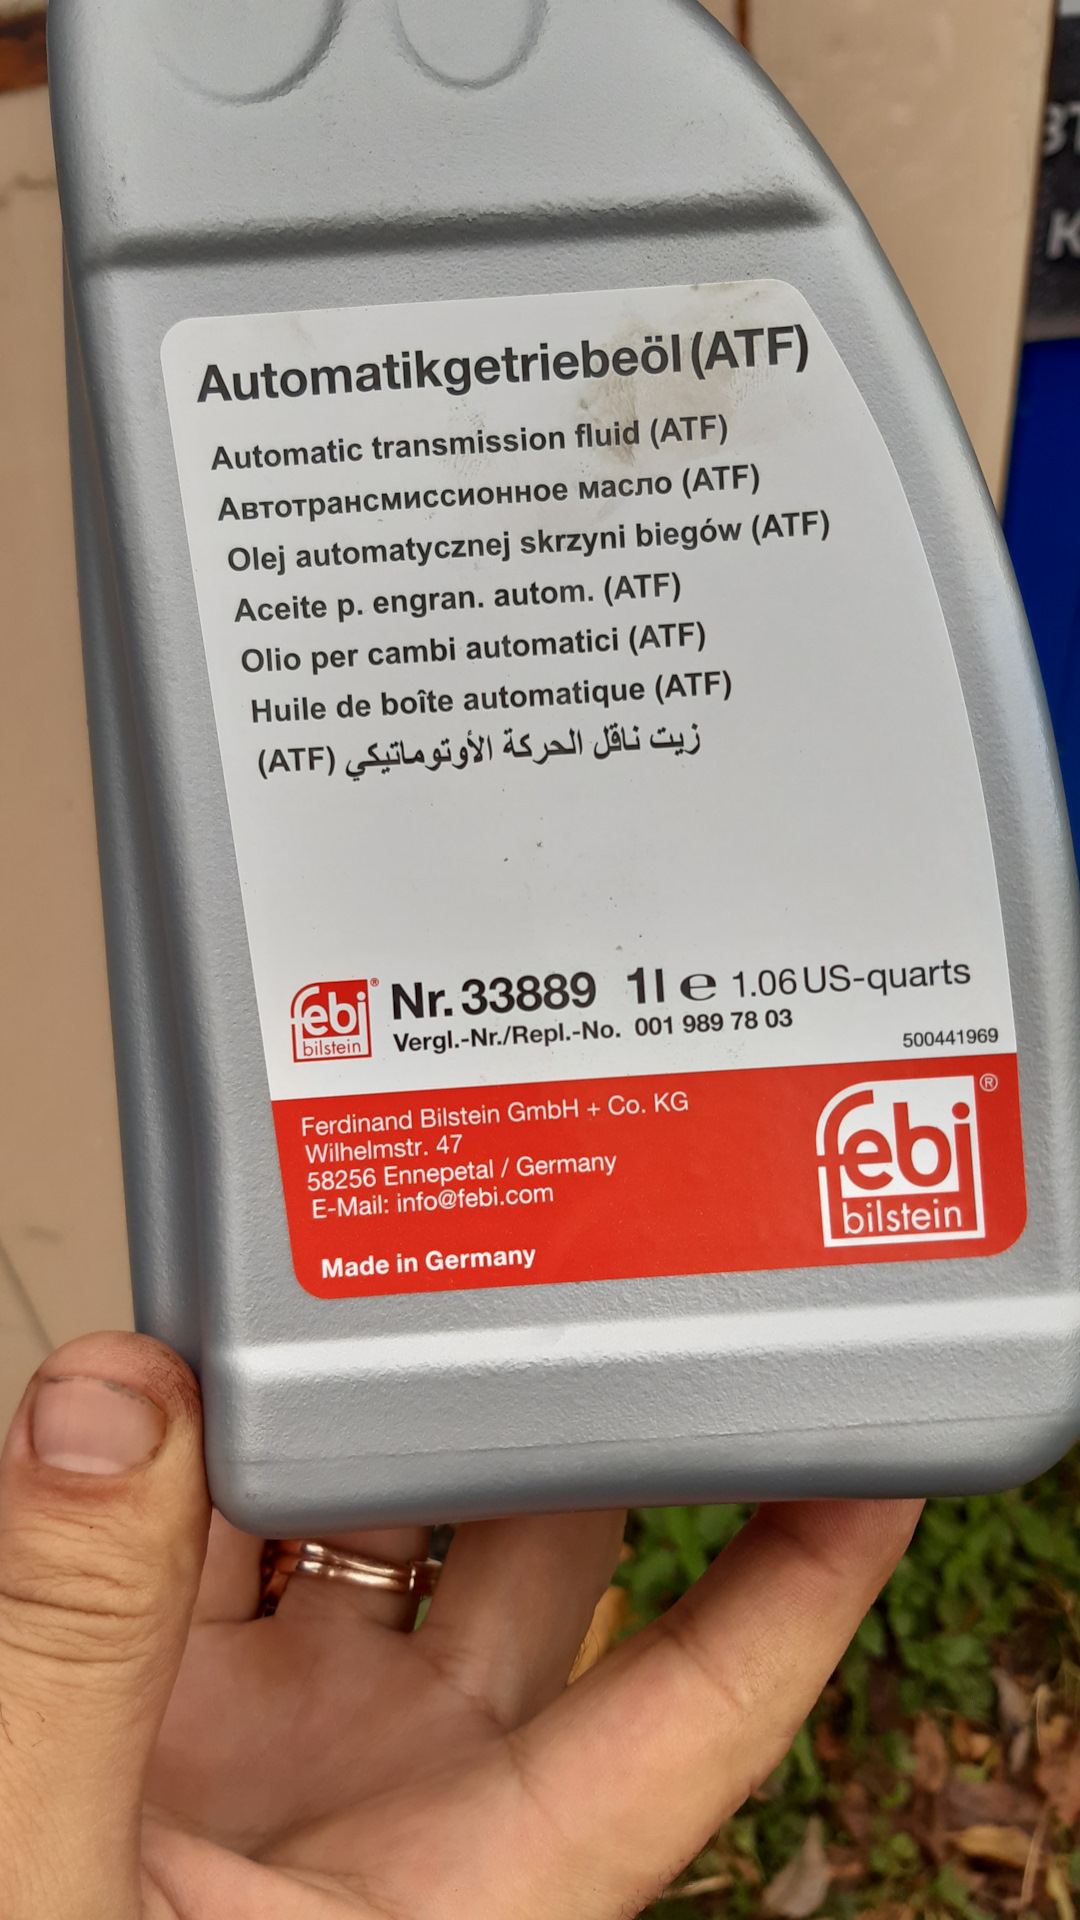 Automatikgetriebeöl (ATF)
Automatic transmission fluid (ATF)
Автотрансмиссионное масло (ATF)
Olej automatycznej skrzyni biegów (ATF)
Aceite p. engran. autom. (ATF)
Olio per cambi automatici (ATF)
Huile de boîte automatique (ATF)
زيت ناقل الحركة الأوتوماتيكي (ATF)
febi® bilstein
Nr. 33889 1l e 1.06 US-quarts
Vergl.-Nr./Repl.-No. 001 989 78 03
500441969
Ferdinand Bilstein GmbH + Co. KG
Wilhelmstr. 47
58256 Ennepetal / Germany
E-Mail: info@febi.com
Made in Germany
febi®
bilstein